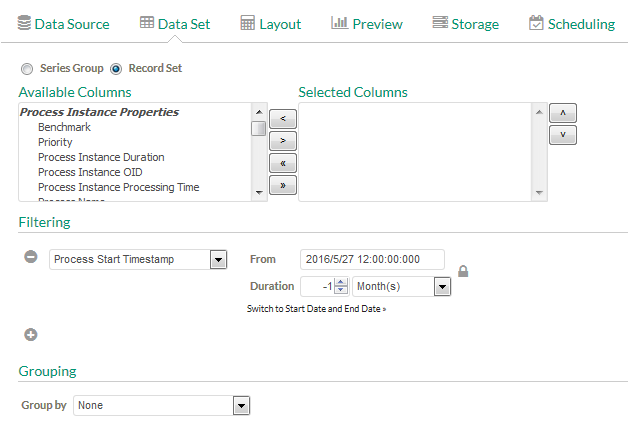 Data Source Data Set Layout Preview Storage Scheduling
Series Group Record Set
Available Columns Selected Columns
Process Instance Properties
Benchmark
Priority
Process Instance Duration
Process Instance OID
Process Instance Processing Time
Process Name
<
>
«
»
^
v
Filtering
Process Start Timestamp From 2016/5/27 12:00:00:000
Duration -1 Month(s)
Switch to Start Date and End Date »
Grouping
Group by None